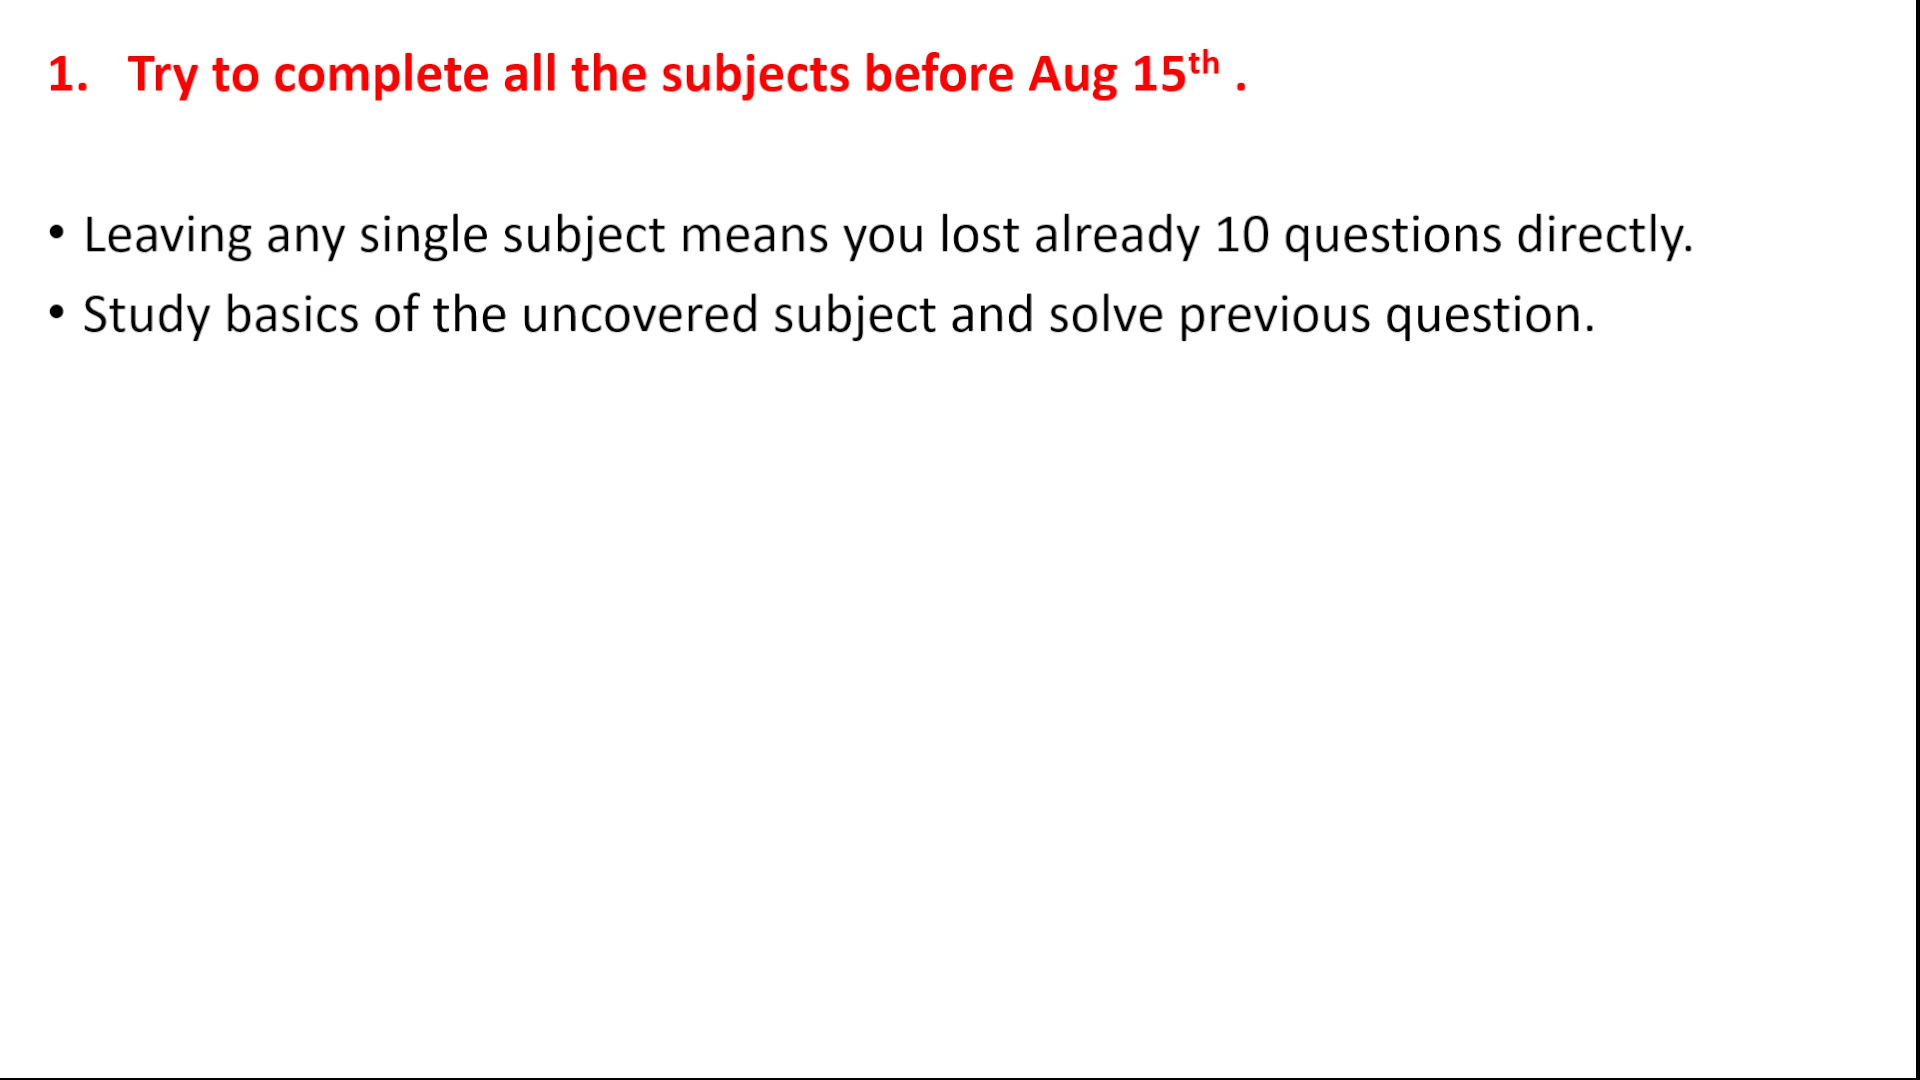 1. Try to complete all the subjects before Aug 15th .
• Leaving any single subject means you lost already 10 questions directly.
• Study basics of the uncovered subject and solve previous question.